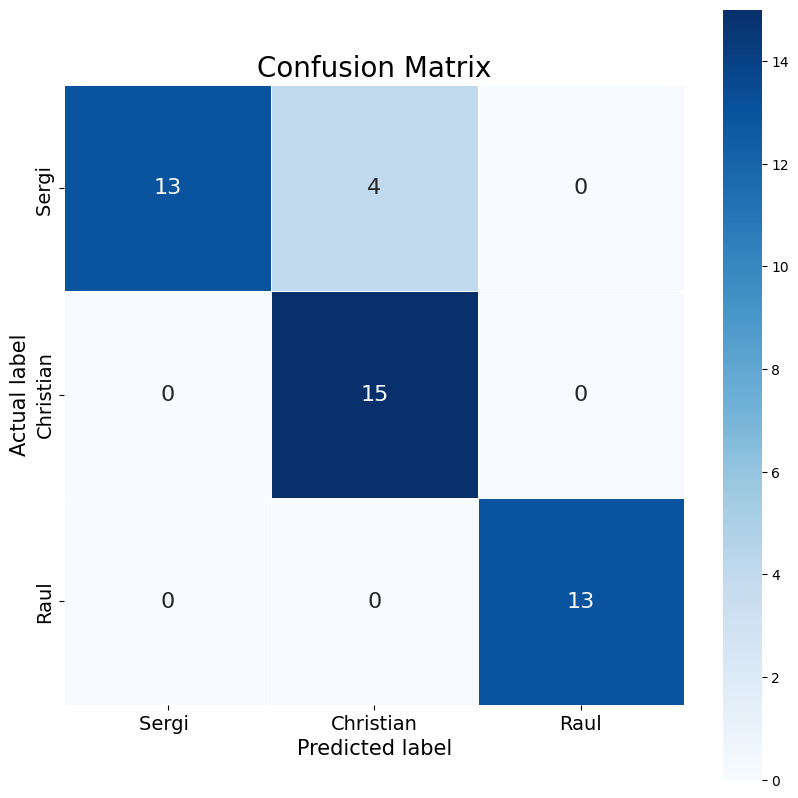 Confusion Matrix
Actual label
Sergi
13 4 0
Christian
0 15 0
Raul
0 0 13
Sergi Christian Raul
Predicted label
14
12
10
8
6
4
2
0